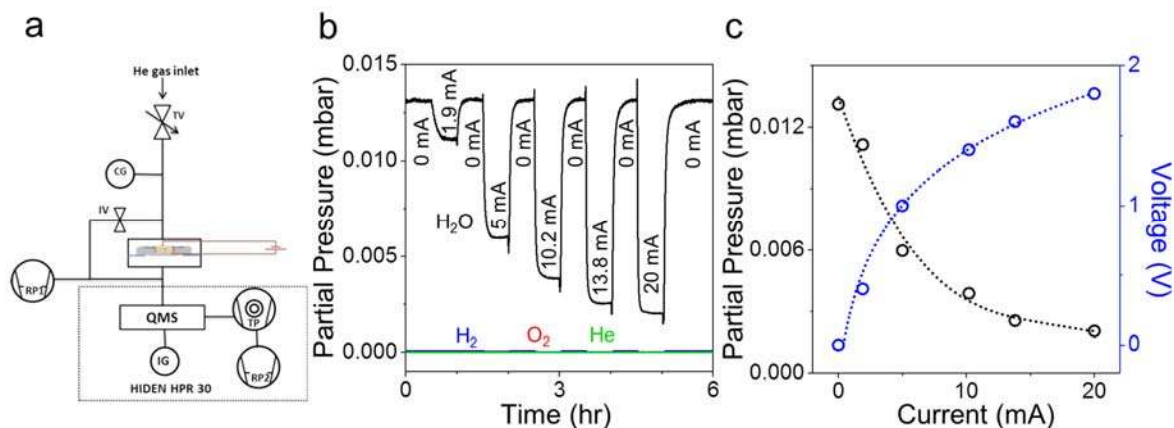 a
He gas inlet
TV
CG
IV
RP1
QMS
TP
IG
RP2
HIDEN HPR 30
b
Partial Pressure (mbar)
0.015
0.010
0.005
0.000
0 mA
1.9 mA
0 mA
5 mA
0 mA
10.2 mA
0 mA
13.8 mA
0 mA
20 mA
0 mA
H₂O
H₂
O₂
He
0
3
6
Time (hr)
c
Partial Pressure (mbar)
0.012
0.006
0.000
0
10
20
Current (mA)
2
1
0
Voltage (V)